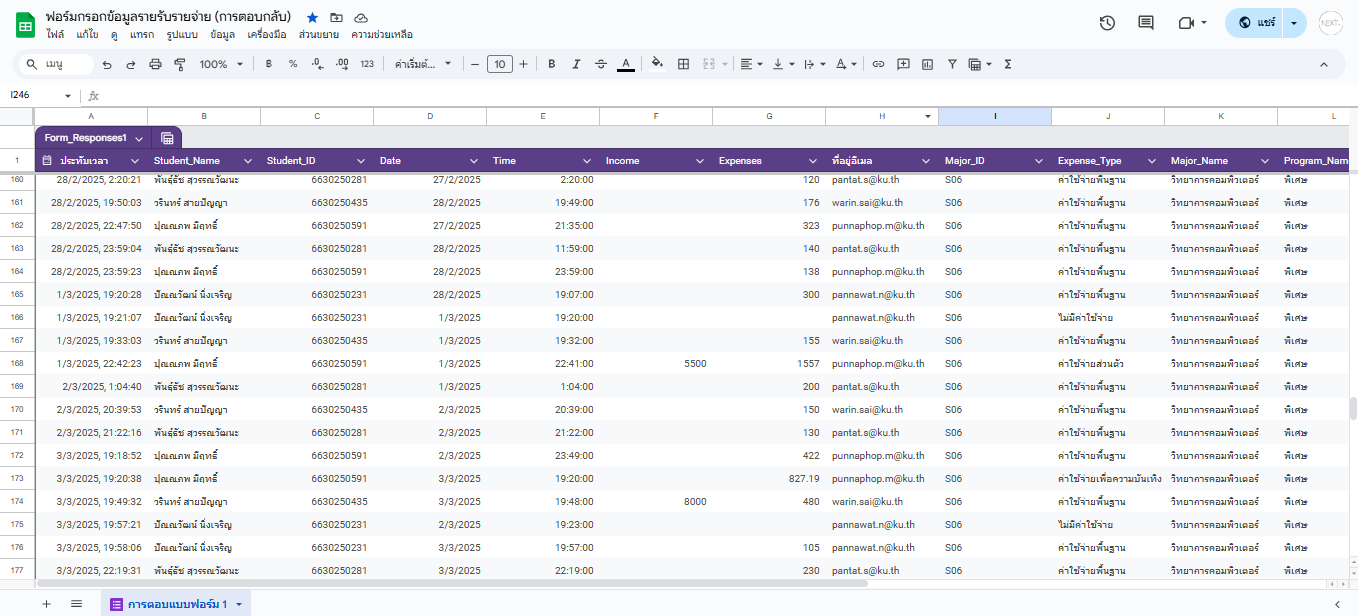 ฟอร์มกรอกข้อมูลรายรับรายจ่าย (การตอบกลับ)
ไฟล์ แก้ไข ดู แทรก รูปแบบ ข้อมูล เครื่องมือ ส่วนขยาย ความช่วยเหลือ
แชร์
NEXT
เมนู 100% ฿ % .0 .00 123 ค่าเริ่มต้... 10 B I S A Σ
I246 fx
A B C D E F G H I J K L
Form_Responses1
1 ประทับเวลา Student_Name Student_ID Date Time Income Expenses ที่อยู่อีเมล Major_ID Expense_Type Major_Name Program_Name
160 28/2/2025, 2:20:21 พันธุ์ธัช สุวรรณวัฒนะ 6630250281 27/2/2025 2:20:00 120 pantat.s@ku.th S06 ค่าใช้จ่ายพื้นฐาน วิทยาการคอมพิวเตอร์ พิเศษ
161 28/2/2025, 19:50:03 วรินทร์ สายปัญญา 6630250435 28/2/2025 19:49:00 176 warin.sai@ku.th S06 ค่าใช้จ่ายพื้นฐาน วิทยาการคอมพิวเตอร์ พิเศษ
162 28/2/2025, 22:47:50 ปุณณภพ มีฤทธิ์ 6630250591 27/2/2025 21:35:00 323 punnaphop.m@ku.th S06 ค่าใช้จ่ายพื้นฐาน วิทยาการคอมพิวเตอร์ พิเศษ
163 28/2/2025, 23:59:04 พันธุ์ธัช สุวรรณวัฒนะ 6630250281 28/2/2025 11:59:00 140 pantat.s@ku.th S06 ค่าใช้จ่ายพื้นฐาน วิทยาการคอมพิวเตอร์ พิเศษ
164 28/2/2025, 23:59:23 ปุณณภพ มีฤทธิ์ 6630250591 28/2/2025 23:59:00 138 punnaphop.m@ku.th S06 ค่าใช้จ่ายพื้นฐาน วิทยาการคอมพิวเตอร์ พิเศษ
165 1/3/2025, 19:20:28 ปัณณวัฒน์ นิ่งเจริญ 6630250231 28/2/2025 19:07:00 300 pannawat.n@ku.th S06 ค่าใช้จ่ายพื้นฐาน วิทยาการคอมพิวเตอร์ พิเศษ
166 1/3/2025, 19:21:07 ปัณณวัฒน์ นิ่งเจริญ 6630250231 1/3/2025 19:20:00 pannawat.n@ku.th S06 ไม่มีค่าใช้จ่าย วิทยาการคอมพิวเตอร์ พิเศษ
167 1/3/2025, 19:33:03 วรินทร์ สายปัญญา 6630250435 1/3/2025 19:32:00 155 warin.sai@ku.th S06 ค่าใช้จ่ายพื้นฐาน วิทยาการคอมพิวเตอร์ พิเศษ
168 1/3/2025, 22:42:23 ปุณณภพ มีฤทธิ์ 6630250591 1/3/2025 22:41:00 5500 1557 punnaphop.m@ku.th S06 ค่าใช้จ่ายส่วนตัว วิทยาการคอมพิวเตอร์ พิเศษ
169 2/3/2025, 1:04:40 พันธุ์ธัช สุวรรณวัฒนะ 6630250281 1/3/2025 1:04:00 200 pantat.s@ku.th S06 ค่าใช้จ่ายพื้นฐาน วิทยาการคอมพิวเตอร์ พิเศษ
170 2/3/2025, 20:39:53 วรินทร์ สายปัญญา 6630250435 2/3/2025 20:39:00 150 warin.sai@ku.th S06 ค่าใช้จ่ายพื้นฐาน วิทยาการคอมพิวเตอร์ พิเศษ
171 2/3/2025, 21:22:16 พันธุ์ธัช สุวรรณวัฒนะ 6630250281 2/3/2025 21:22:00 130 pantat.s@ku.th S06 ค่าใช้จ่ายพื้นฐาน วิทยาการคอมพิวเตอร์ พิเศษ
172 3/3/2025, 19:18:52 ปุณณภพ มีฤทธิ์ 6630250591 2/3/2025 23:49:00 422 punnaphop.m@ku.th S06 ค่าใช้จ่ายพื้นฐาน วิทยาการคอมพิวเตอร์ พิเศษ
173 3/3/2025, 19:20:38 ปุณณภพ มีฤทธิ์ 6630250591 3/3/2025 19:20:00 827.19 punnaphop.m@ku.th S06 ค่าใช้จ่ายเพื่อความบันเทิง วิทยาการคอมพิวเตอร์ พิเศษ
174 3/3/2025, 19:49:32 วรินทร์ สายปัญญา 6630250435 3/3/2025 19:48:00 8000 480 warin.sai@ku.th S06 ค่าใช้จ่ายพื้นฐาน วิทยาการคอมพิวเตอร์ พิเศษ
175 3/3/2025, 19:57:21 ปัณณวัฒน์ นิ่งเจริญ 6630250231 2/3/2025 19:23:00 pannawat.n@ku.th S06 ไม่มีค่าใช้จ่าย วิทยาการคอมพิวเตอร์ พิเศษ
176 3/3/2025, 19:58:06 ปัณณวัฒน์ นิ่งเจริญ 6630250231 3/3/2025 19:57:00 105 pannawat.n@ku.th S06 ค่าใช้จ่ายพื้นฐาน วิทยาการคอมพิวเตอร์ พิเศษ
177 3/3/2025, 22:19:31 พันธุ์ธัช สุวรรณวัฒนะ 6630250281 3/3/2025 22:19:00 230 pantat.s@ku.th S06 ค่าใช้จ่ายพื้นฐาน วิทยาการคอมพิวเตอร์ พิเศษ
การตอบแบบฟอร์ม 1